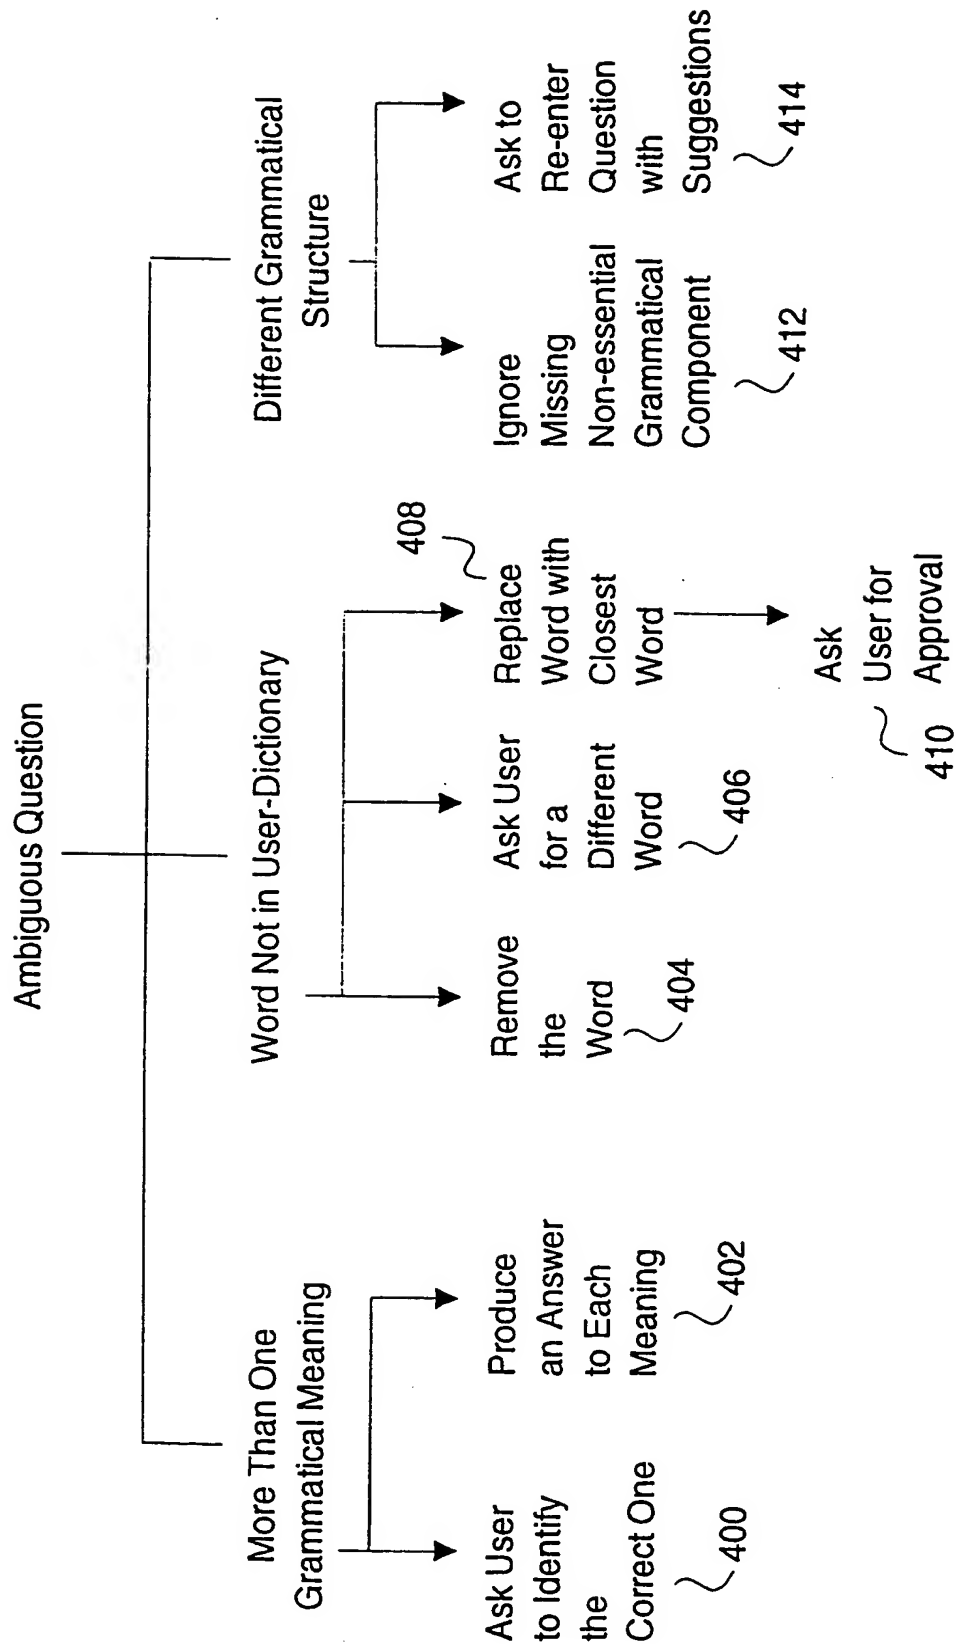 Ambiguous Question
More Than One
Grammatical Meaning
Ask User
to Identify
the
Correct One
400
Produce
an Answer
to Each
Meaning
402
Word Not in User-Dictionary
Remove
the
Word
404
Ask User
for a
Different
Word
406
408
Replace
Word with
Closest
Word
Ask
User for
Approval
410
Different Grammatical
Structure
Ignore
Missing
Non-essential
Grammatical
Component
412
Ask to
Re-enter
Question
with
Suggestions
414